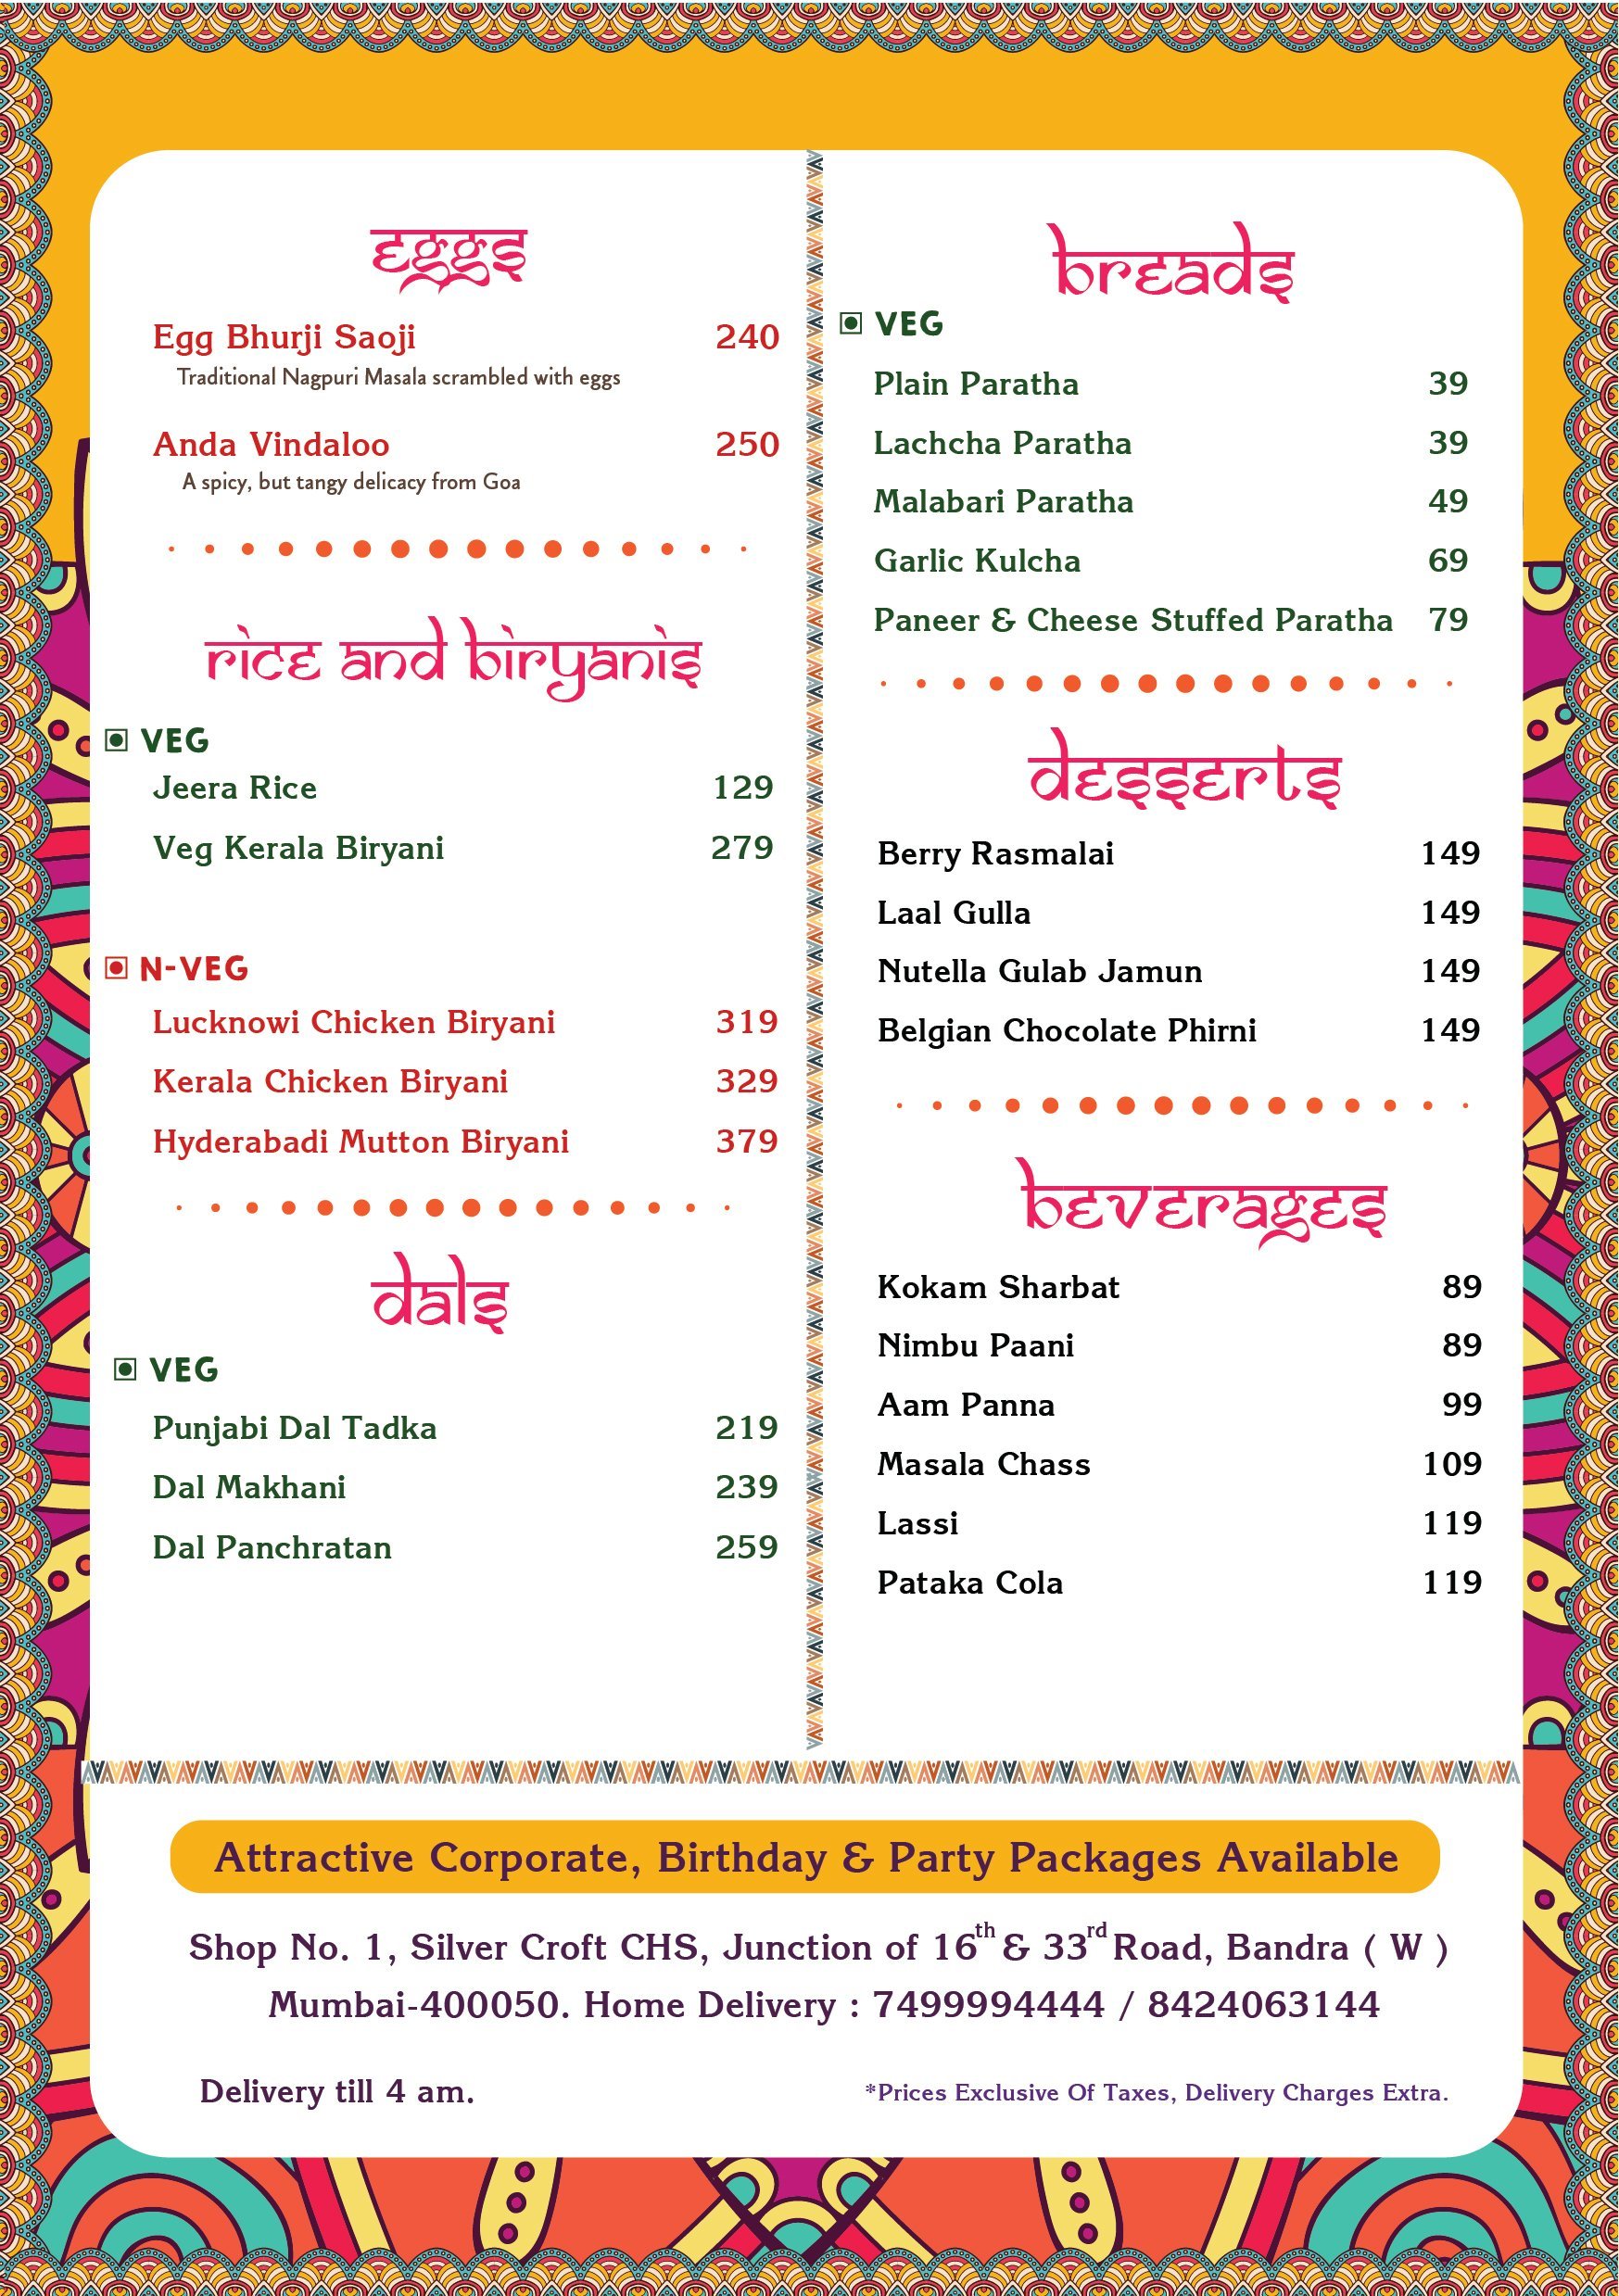 eggs
Egg Bhurji Saoji 240
Traditional Nagpuri Masala scrambled with eggs
Anda Vindaloo 250
A spicy, but tangy delicacy from Goa
rice and biryanis
VEG
Jeera Rice 129
Veg Kerala Biryani 279
N-VEG
Lucknowi Chicken Biryani 319
Kerala Chicken Biryani 329
Hyderabadi Mutton Biryani 379
dals
VEG
Punjabi Dal Tadka 219
Dal Makhani 239
Dal Panchratan 259
breads
VEG
Plain Paratha 39
Lachcha Paratha 39
Malabari Paratha 49
Garlic Kulcha 69
Paneer & Cheese Stuffed Paratha 79
desserts
Berry Rasmalai 149
Laal Gulla 149
Nutella Gulab Jamun 149
Belgian Chocolate Phirni 149
beverages
Kokam Sharbat 89
Nimbu Paani 89
Aam Panna 99
Masala Chass 109
Lassi 119
Pataka Cola 119
Attractive Corporate, Birthday & Party Packages Available
Shop No. 1, Silver Croft CHS, Junction of 16th & 33rd Road, Bandra ( W )
Mumbai-400050. Home Delivery : 7499994444 / 8424063144
Delivery till 4 am.
*Prices Exclusive Of Taxes, Delivery Charges Extra.